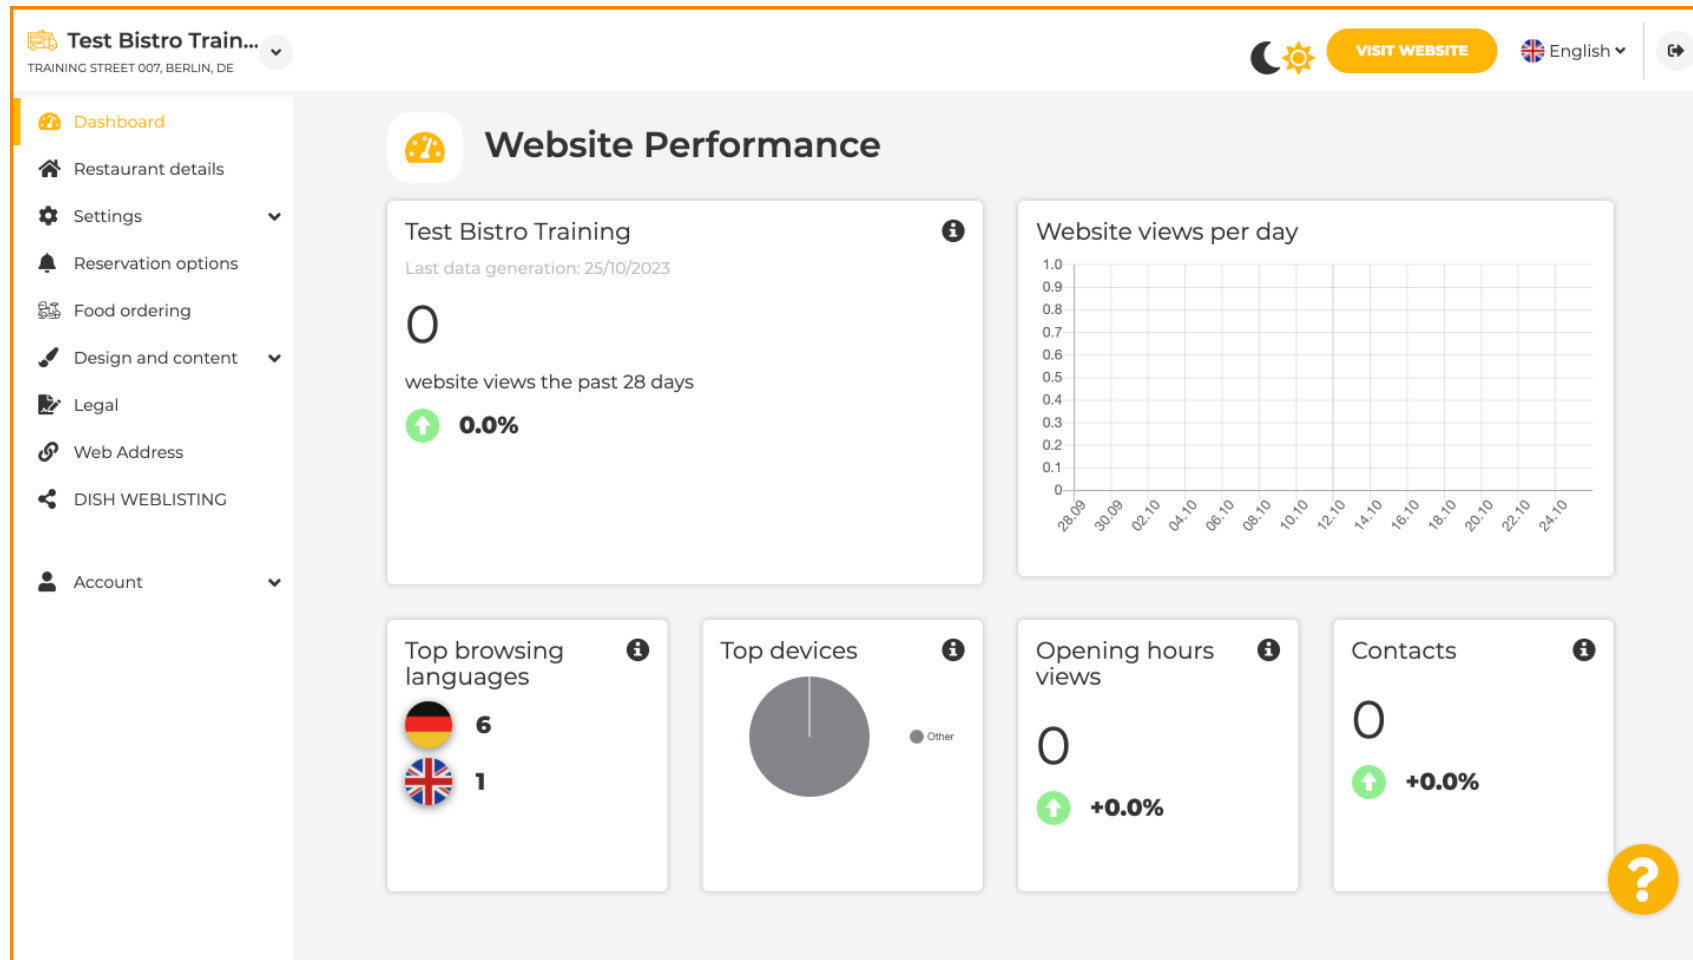 Test Bistro Train...
TRAINING STREET 007, BERLIN, DE
VISIT WEBSITE
English
Dashboard
Restaurant details
Settings
Reservation options
Food ordering
Design and content
Legal
Web Address
DISH WEBLISTING
Account
Website Performance
Test Bistro Training
Last data generation: 25/10/2023
0
website views the past 28 days
0.0%
Website views per day
1.0
0.9
0.8
0.7
0.6
0.5
0.4
0.3
0.2
0.1
0
28.09 30.09 02.10 04.10 06.10 08.10 10.10 12.10 14.10 16.10 18.10 20.10 22.10 24.10
Top browsing
languages
6
1
Top devices
Other
Opening hours
views
0
+0.0%
Contacts
0
+0.0%
?